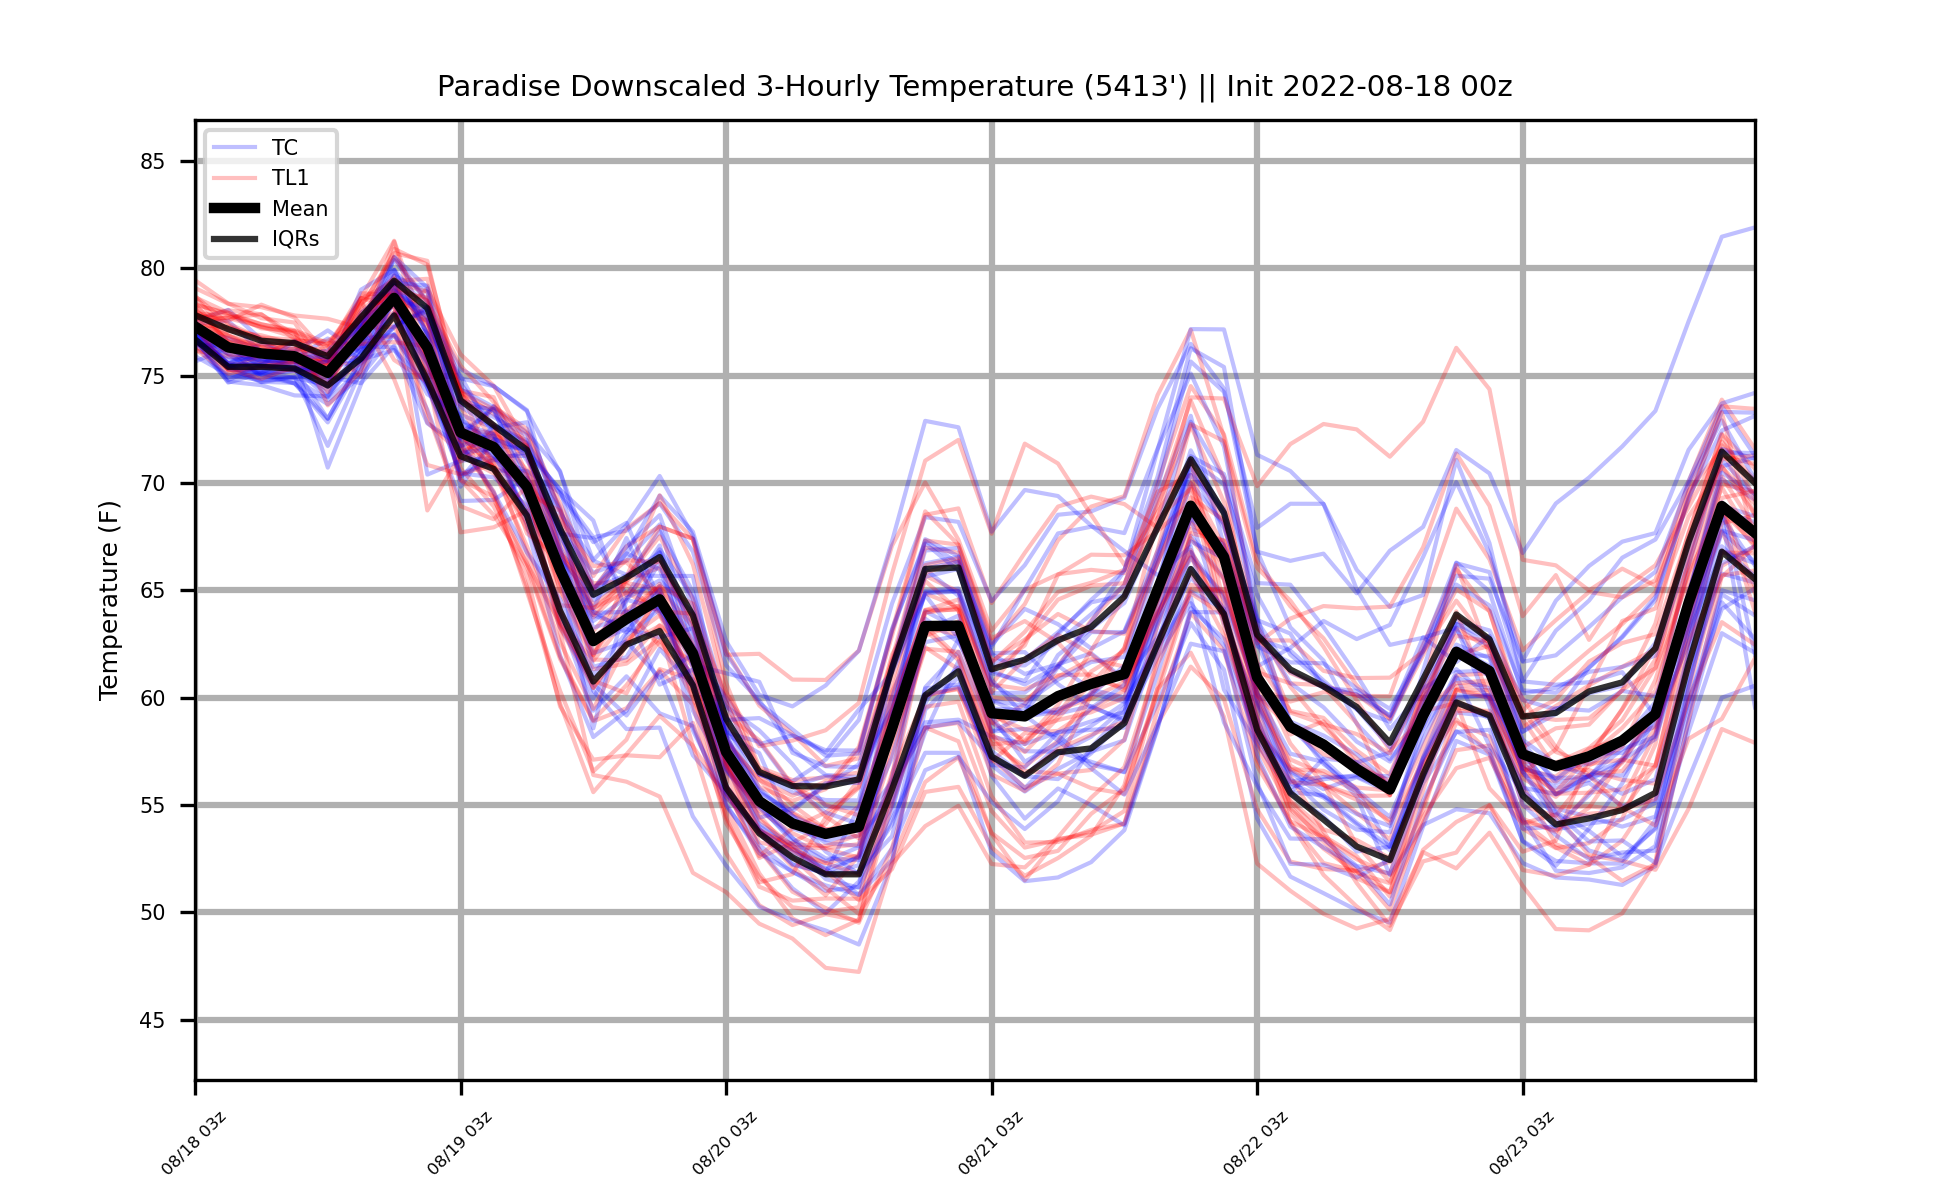 Paradise Downscaled 3-Hourly Temperature (5413') || Init 2022-08-18 00z
TC
TL1
Mean
IQRs
Temperature (F)
85
80
75
70
65
60
55
50
45
08/18 03z
08/19 03z
08/20 03z
08/21 03z
08/22 03z
08/23 03z